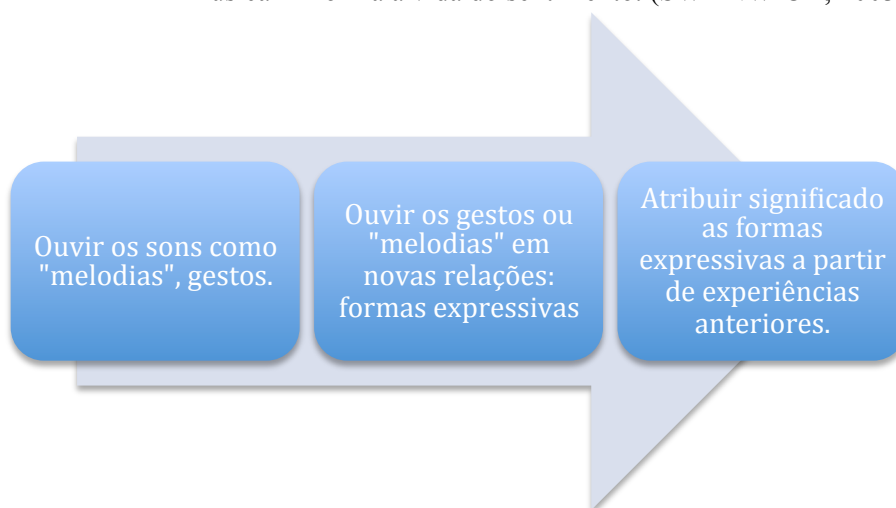 Ouvir os sons como
"melodias", gestos.
Ouvir os gestos ou
"melodias" em
novas relações:
formas expressivas
Atribuir significado
as formas
expressivas a partir
de experiências
anteriores.